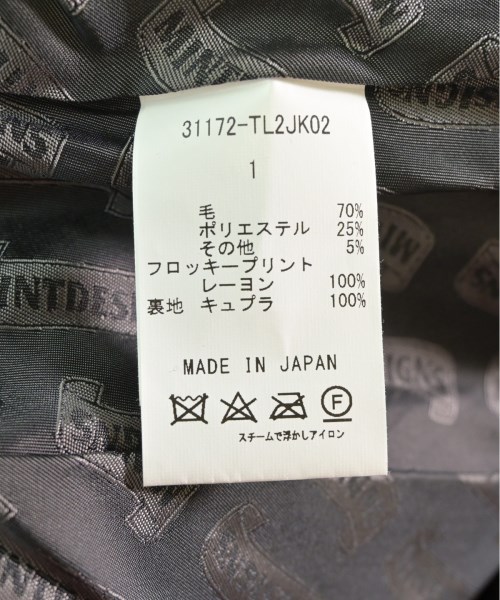 31172-TL2JK02
1
毛 70%
ポリエステル 25%
その他 5%
フロッキープリント
レーヨン 100%
裏地 キュプラ 100%
MADE IN JAPAN
F
スチームで浮かしアイロン